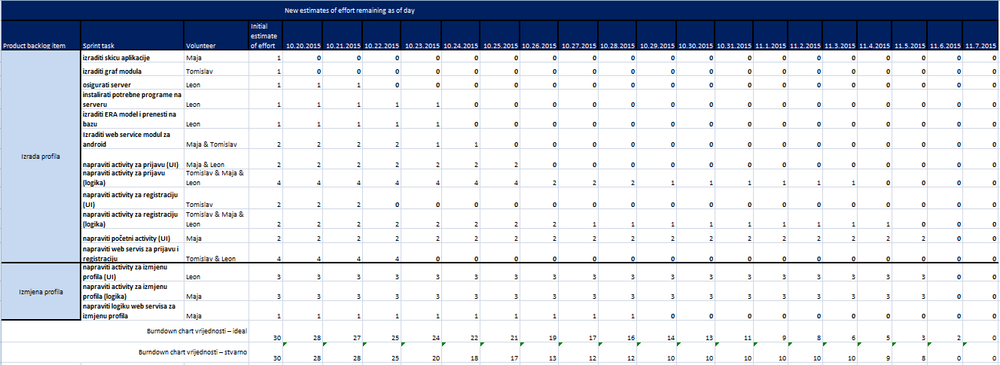 New estimates of effort remaining as of day
Product backlog item Sprint task Volunteer Initial estimate of effort 10.20.2015 10.21.2015 10.22.2015 10.23.2015 10.24.2015 10.25.2015 10.26.2015 10.27.2015 10.28.2015 10.29.2015 10.30.2015 10.31.2015 11.1.2015 11.2.2015 11.3.2015 11.4.2015 11.5.2015 11.6.2015 11.7.2015
Izrada profila
izraditi skicu aplikacije Maja 1 0 0 0 0 0 0 0 0 0 0 0 0 0 0 0 0 0 0 0
izraditi graf modula Tomislav 1 0 0 0 0 0 0 0 0 0 0 0 0 0 0 0 0 0 0 0
osigurati server Leon 1 1 1 0 0 0 0 0 0 0 0 0 0 0 0 0 0 0 0 0
instalirati potrebne programe na
serveru Leon 1 1 1 1 1 0 0 0 0 0 0 0 0 0 0 0 0 0 0 0
izraditi ERA model i prenesti na
bazu Leon 1 1 1 1 1 0 0 0 0 0 0 0 0 0 0 0 0 0 0 0
Izraditi web service modul za
android Maja & Tomislav 2 2 2 2 1 1 0 0 0 0 0 0 0 0 0 0 0 0 0 0
napraviti activity za prijavu (UI) Maja & Leon 2 2 2 2 2 2 2 0 0 0 0 0 0 0 0 0 0 0 0 0
napraviti activity za prijavu Tomislav & Maja &
(logika) Leon 4 4 4 4 4 4 4 2 2 2 1 1 1 1 1 1 0 0 0 0
napraviti activity za registraciju
(UI) Tomislav 2 2 2 0 0 0 0 0 0 0 0 0 0 0 0 0 0 0 0 0
napraviti activity za registraciju Tomislav & Maja &
(logika) Leon 2 2 2 2 2 2 2 2 1 1 1 1 1 1 1 1 1 0 0 0
napraviti početni activity (UI) Maja 2 2 2 2 2 2 2 2 2 2 2 2 2 2 2 2 2 2 0 0
napraviti web servis za prijavu i
registraciju Tomislav & Leon 4 4 4 4 0 0 0 0 0 0 0 0 0 0 0 0 0 0 0 0
Izmjena profila
napraviti activity za izmjenu
profila (UI) Leon 3 3 3 3 3 3 3 3 3 3 3 3 3 3 3 3 3 3 0 0
napraviti activity za izmjenu
profila (logika) Maja 3 3 3 3 3 3 3 3 3 3 3 3 3 3 3 3 3 3 0 0
napraviti logiku web servisa za
izmjenu profila Maja 1 1 1 1 1 1 1 1 1 1 0 0 0 0 0 0 0 0 0 0
Burndown chart vrijednosti – ideal 30 28 27 25 24 22 21 19 17 16 14 13 11 9 8 6 5 3 2 0
Burndown chart vrijednosti – stvarno 30 28 28 25 20 18 17 13 12 12 10 10 10 10 10 10 9 8 0 0